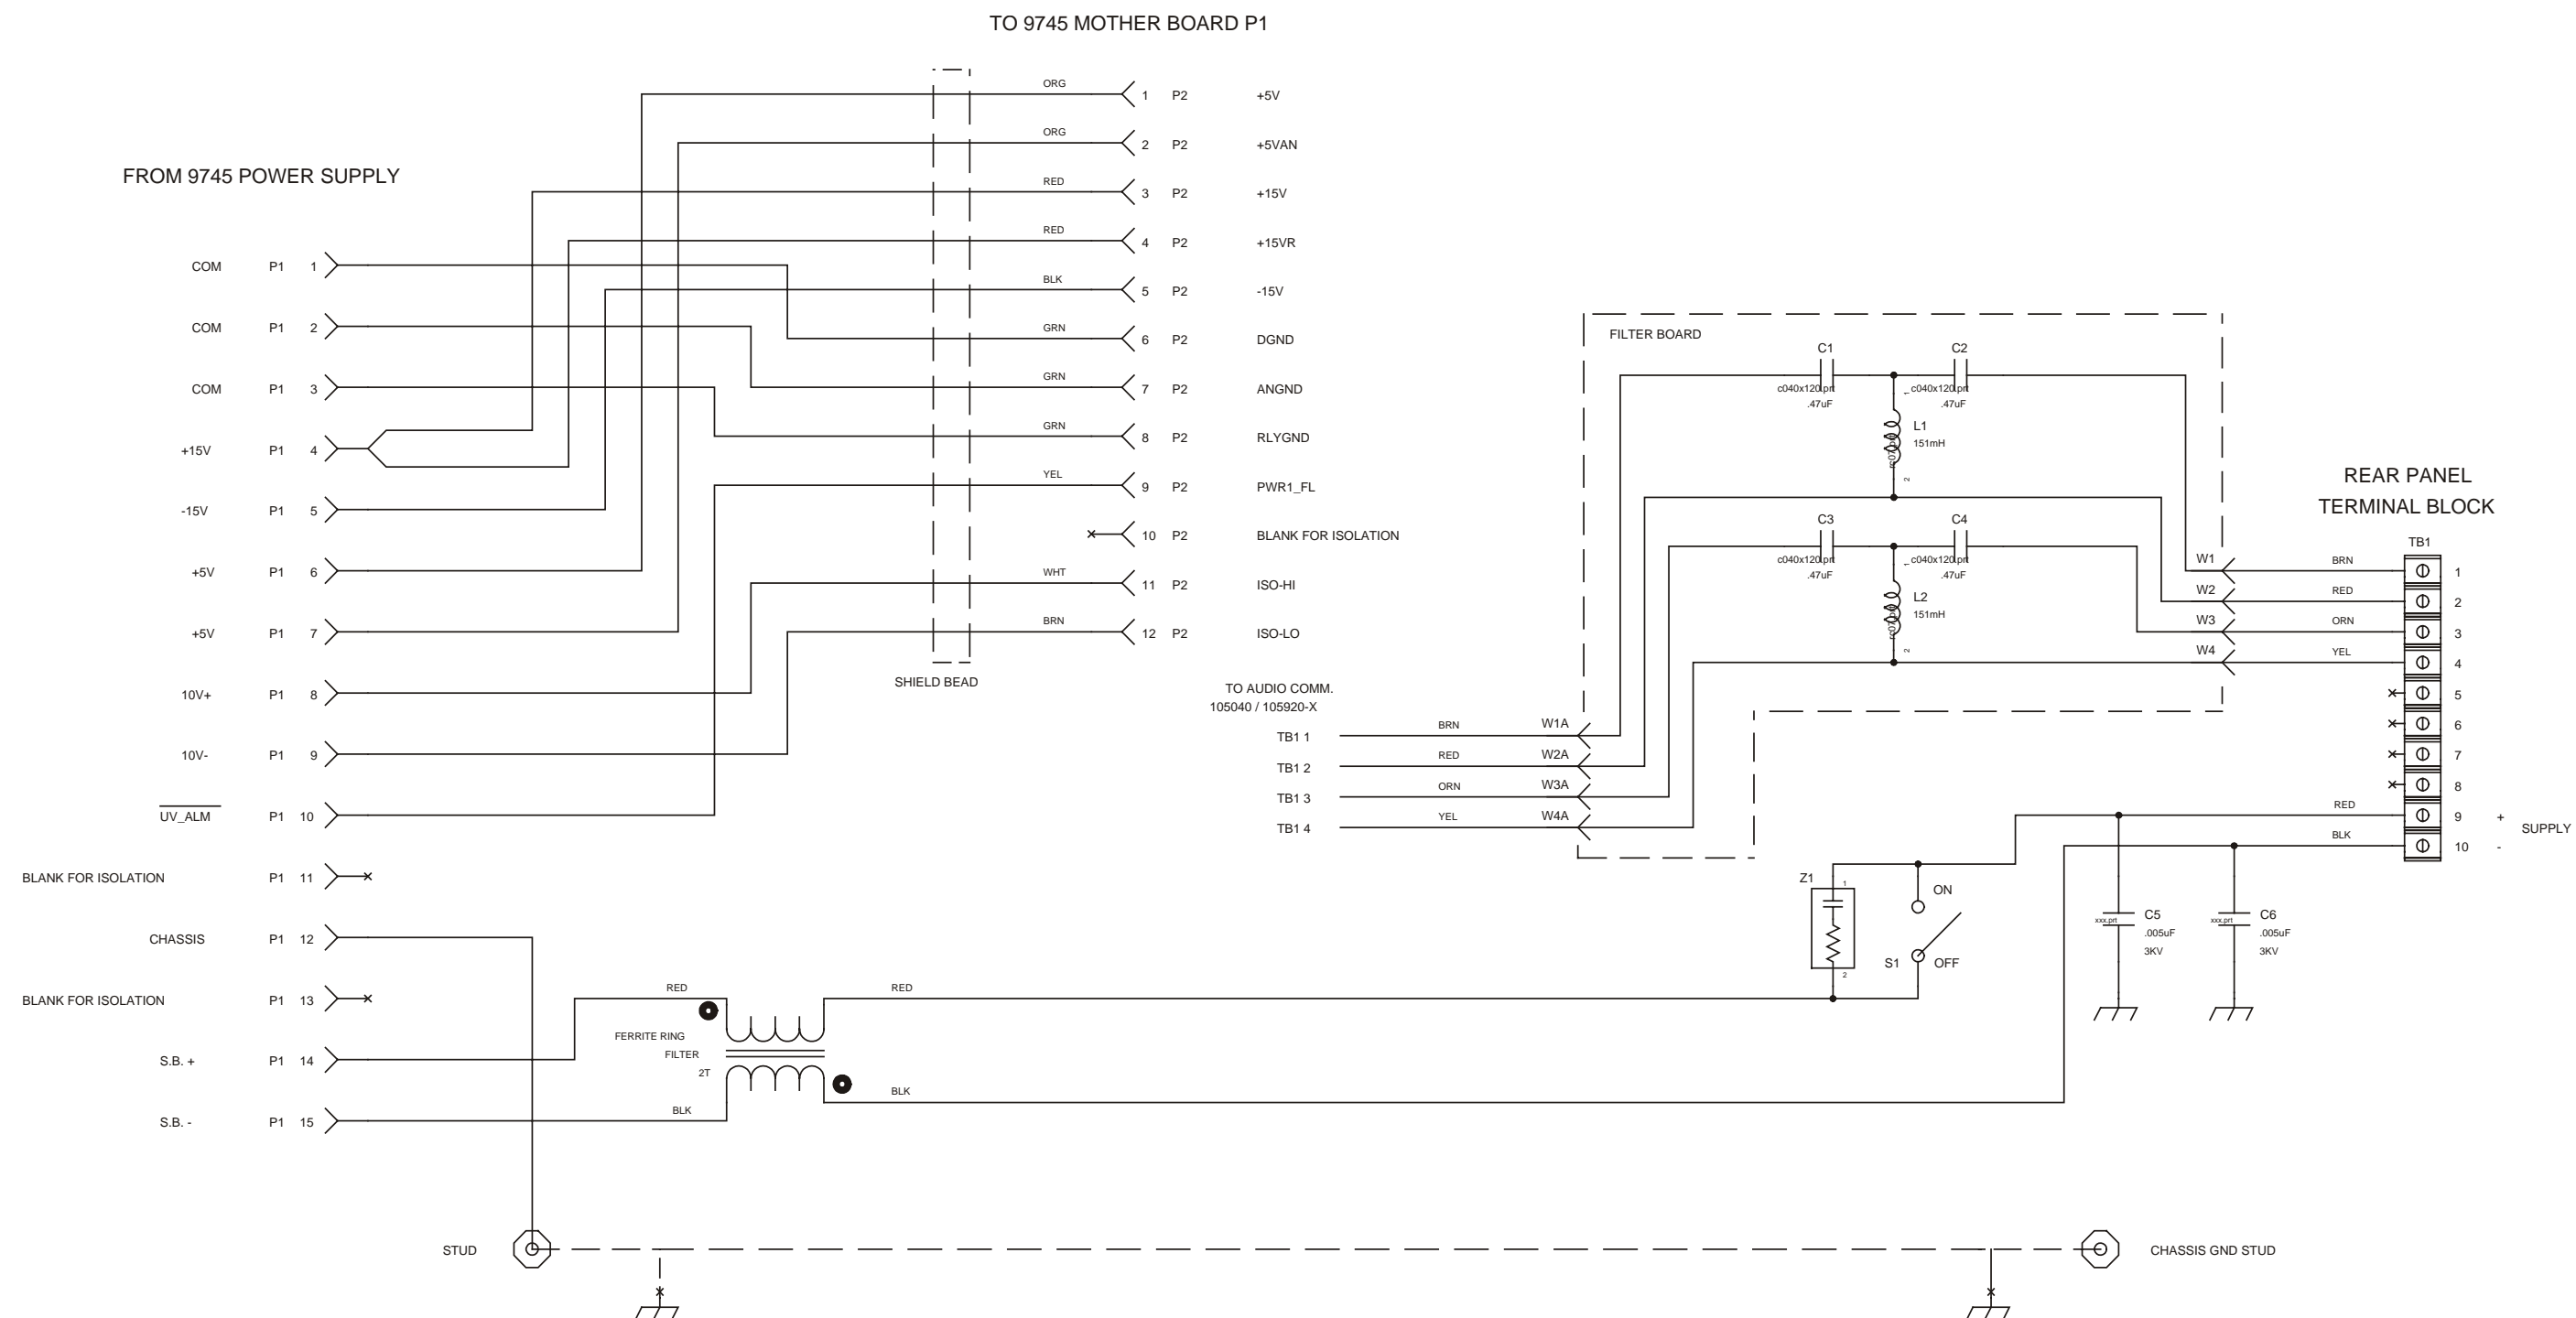 TO 9745 MOTHER BOARD P1
FROM 9745 POWER SUPPLY
COM P1 1
COM P1 2
COM P1 3
+15V P1 4
-15V P1 5
+5V P1 6
+5V P1 7
10V+ P1 8
10V- P1 9
UV_ALM P1 10
BLANK FOR ISOLATION P1 11
CHASSIS P1 12
BLANK FOR ISOLATION P1 13
S.B. + P1 14
S.B. - P1 15
ORG 1 P2 +5V
ORG 2 P2 +5VAN
RED 3 P2 +15V
RED 4 P2 +15VR
BLK 5 P2 -15V
GRN 6 P2 DGND
GRN 7 P2 ANGND
GRN 8 P2 RLYGND
YEL 9 P2 PWR1_FL
10 P2 BLANK FOR ISOLATION
WHT 11 P2 ISO-HI
BRN 12 P2 ISO-LO
SHIELD BEAD
TO AUDIO COMM.
105040 / 105920-X
TB1 1 BRN W1A
TB1 2 RED W2A
TB1 3 ORN W3A
TB1 4 YEL W4A
FILTER BOARD
C1
c040x120.prt
.47uF
C2
c040x120.prt
.47uF
1
L1
151mH
2
C3
c040x120.prt
.47uF
C4
c040x120.prt
.47uF
1
L2
151mH
2
REAR PANEL
TERMINAL BLOCK
TB1
W1 BRN 1
W2 RED 2
W3 ORN 3
W4 YEL 4
5
6
7
8
RED 9 +
SUPPLY
BLK 10 -
Z1
1
2
ON
S1 OFF
xxx.prt
C5
.005uF
3KV
xxx.prt
C6
.005uF
3KV
RED
RED
FERRITE RING
FILTER
2T
BLK
BLK
STUD
CHASSIS GND STUD